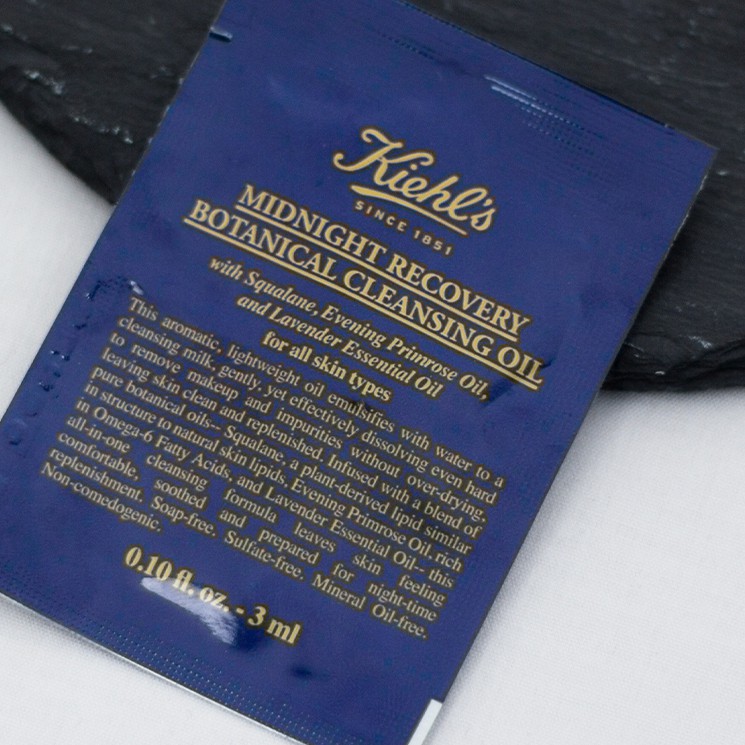 Kiehl's
SINCE 1851
MIDNIGHT RECOVERY
BOTANICAL CLEANSING OIL
with Squalane, Evening Primrose Oil,
and Lavender Essential Oil
for all skin types
This aromatic, lightweight oil emulsifies with water to a
cleansing milk, gently, yet effectively dissolving even hard
to remove makeup and impurities without over-drying,
leaving skin clean and replenished. Infused with a blend of
pure botanical oils-- Squalane, a plant-derived lipid similar
in structure to natural skin lipids, Evening Primrose Oil, rich
in Omega-6 Fatty Acids, and Lavender Essential Oil-- this
all-in-one cleansing formula leaves skin feeling
comfortable, soothed and prepared for night-time
replenishment. Soap-free. Sulfate-free. Mineral Oil-free.
Non-comedogenic.
0.10 fl. oz. - 3 ml